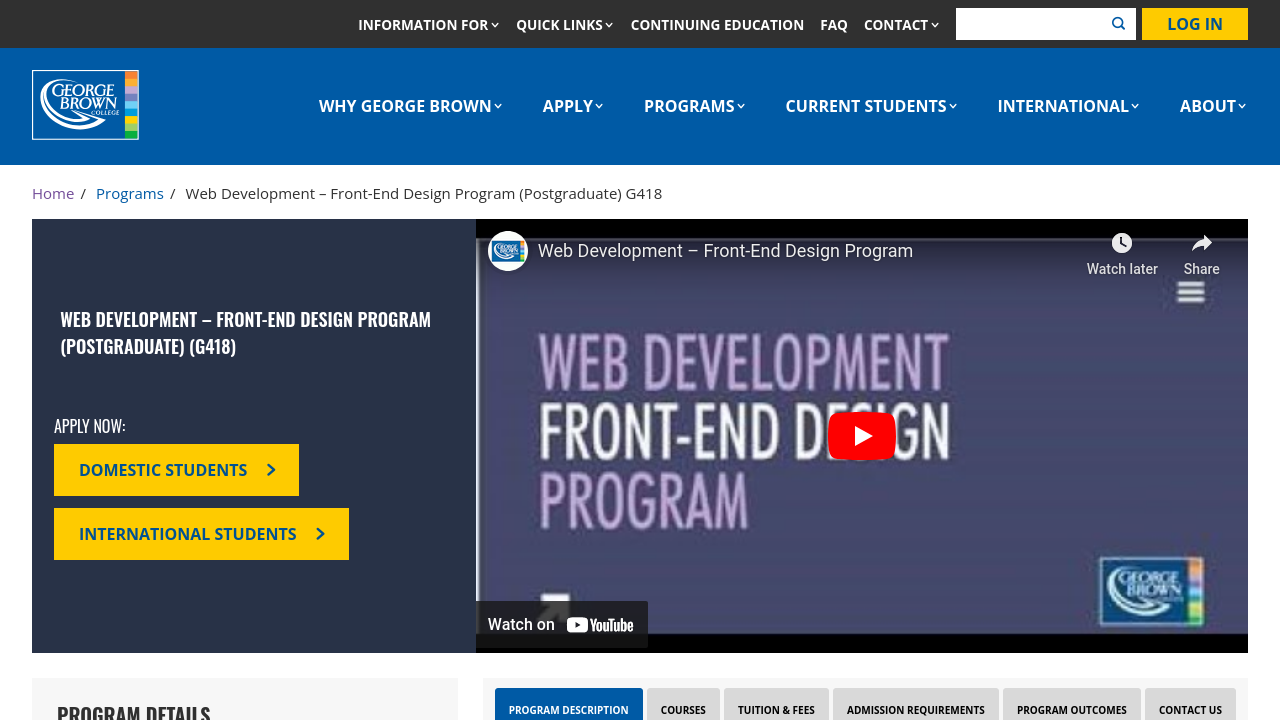 INFORMATION FOR QUICK LINKS CONTINUING EDUCATION FAQ CONTACT LOG IN
GEORGE
BROWN
COLLEGE
WHY GEORGE BROWN APPLY PROGRAMS CURRENT STUDENTS INTERNATIONAL ABOUT
Home / Programs / Web Development – Front-End Design Program (Postgraduate) G418
WEB DEVELOPMENT – FRONT-END DESIGN PROGRAM
(POSTGRADUATE) (G418)
APPLY NOW:
DOMESTIC STUDENTS
INTERNATIONAL STUDENTS
Web Development – Front-End Design Program
Watch later Share
WEB DEVELOPMENT
FRONT-END DESIGN
PROGRAM
GEORGE
BROWN
Watch on YouTube
PROGRAM DETAILS
PROGRAM DESCRIPTION COURSES TUITION & FEES ADMISSION REQUIREMENTS PROGRAM OUTCOMES CONTACT US